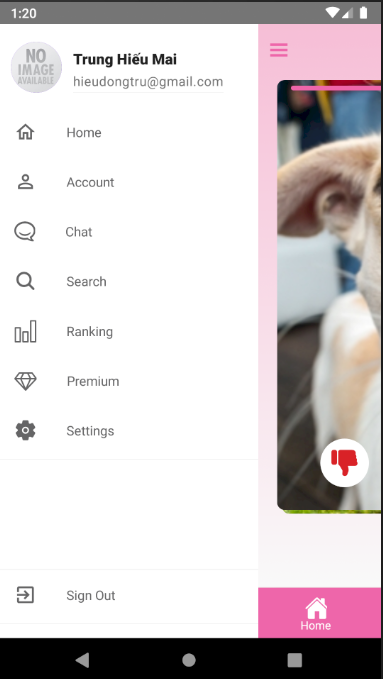 1:20
NO
IMAGE
AVAILABLE
Trung Hiếu Mai
hieudongtru@gmail.com
Home
Account
Chat
Search
Ranking
Premium
Settings
Sign Out
Home